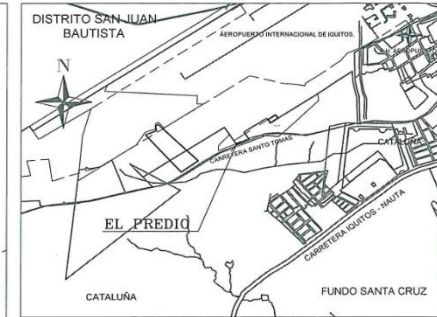 DISTRITO SAN JUAN
BAUTISTA
AEROPUERTO INTERNACIONAL DE IQUITOS.
N
CARRETERA SANTO TOMAS
CATALUÑA
EL PREDIO
CARRETERA IQUITOS - NAUTA
CATALUÑA
FUNDO SANTA CRUZ